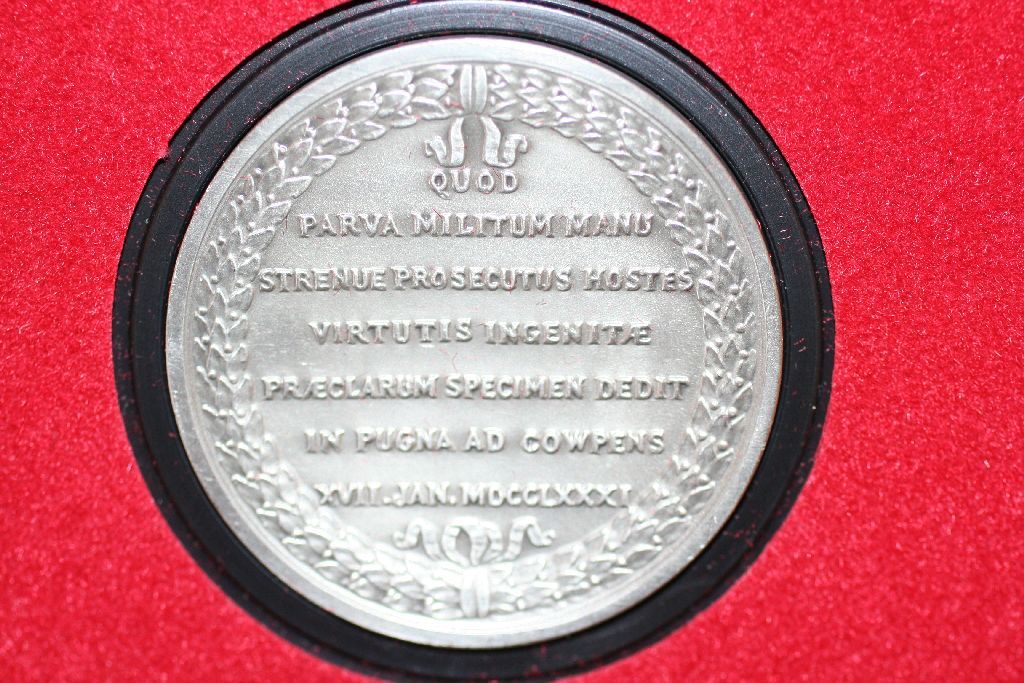 QUOD
PARVA MILITUM MANU
STRENUE PROSECUTUS HOSTES
VIRTUTIS INGENITÆ
PRÆCLARUM SPECIMEN DEDIT
IN PUGNA AD COWPENS
XVII. JAN. MDCCLXXXI